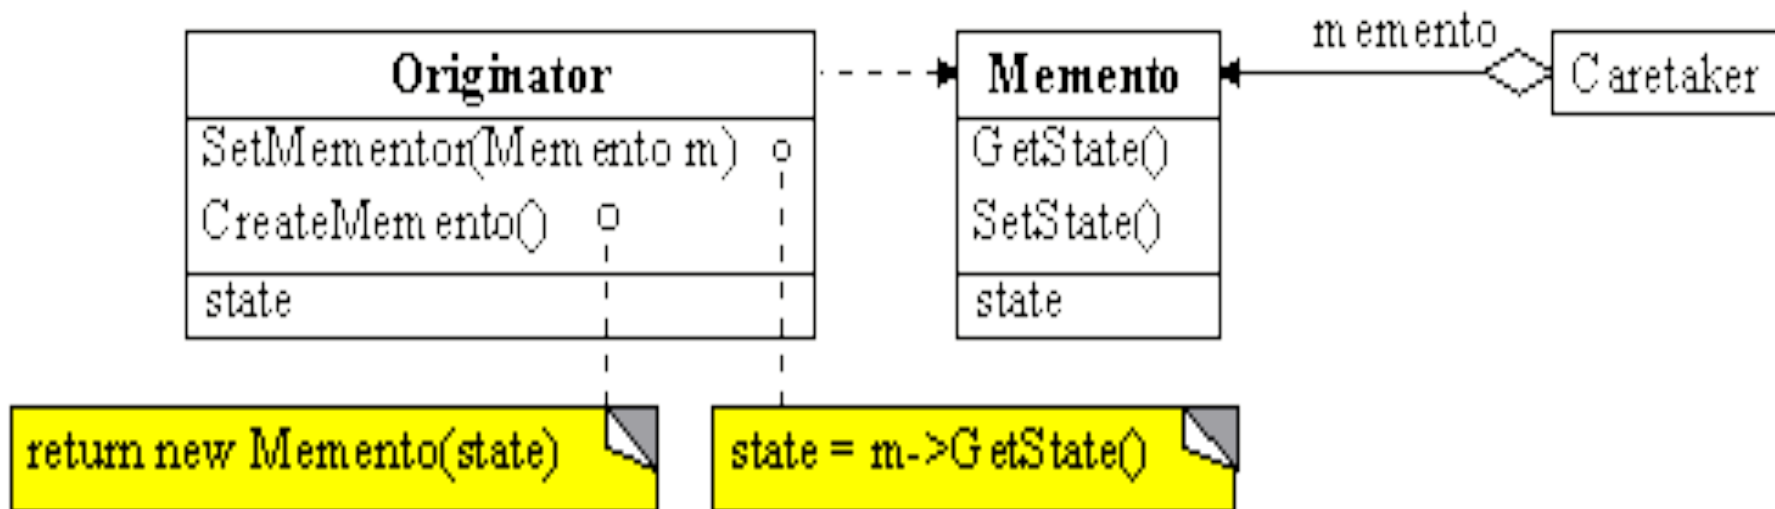 memento
Originator
Memento
Caretaker
SetMementor(Memento m)
CreateMemento()
state
GetState()
SetState()
state
return new Memento(state)
state = m->GetState()